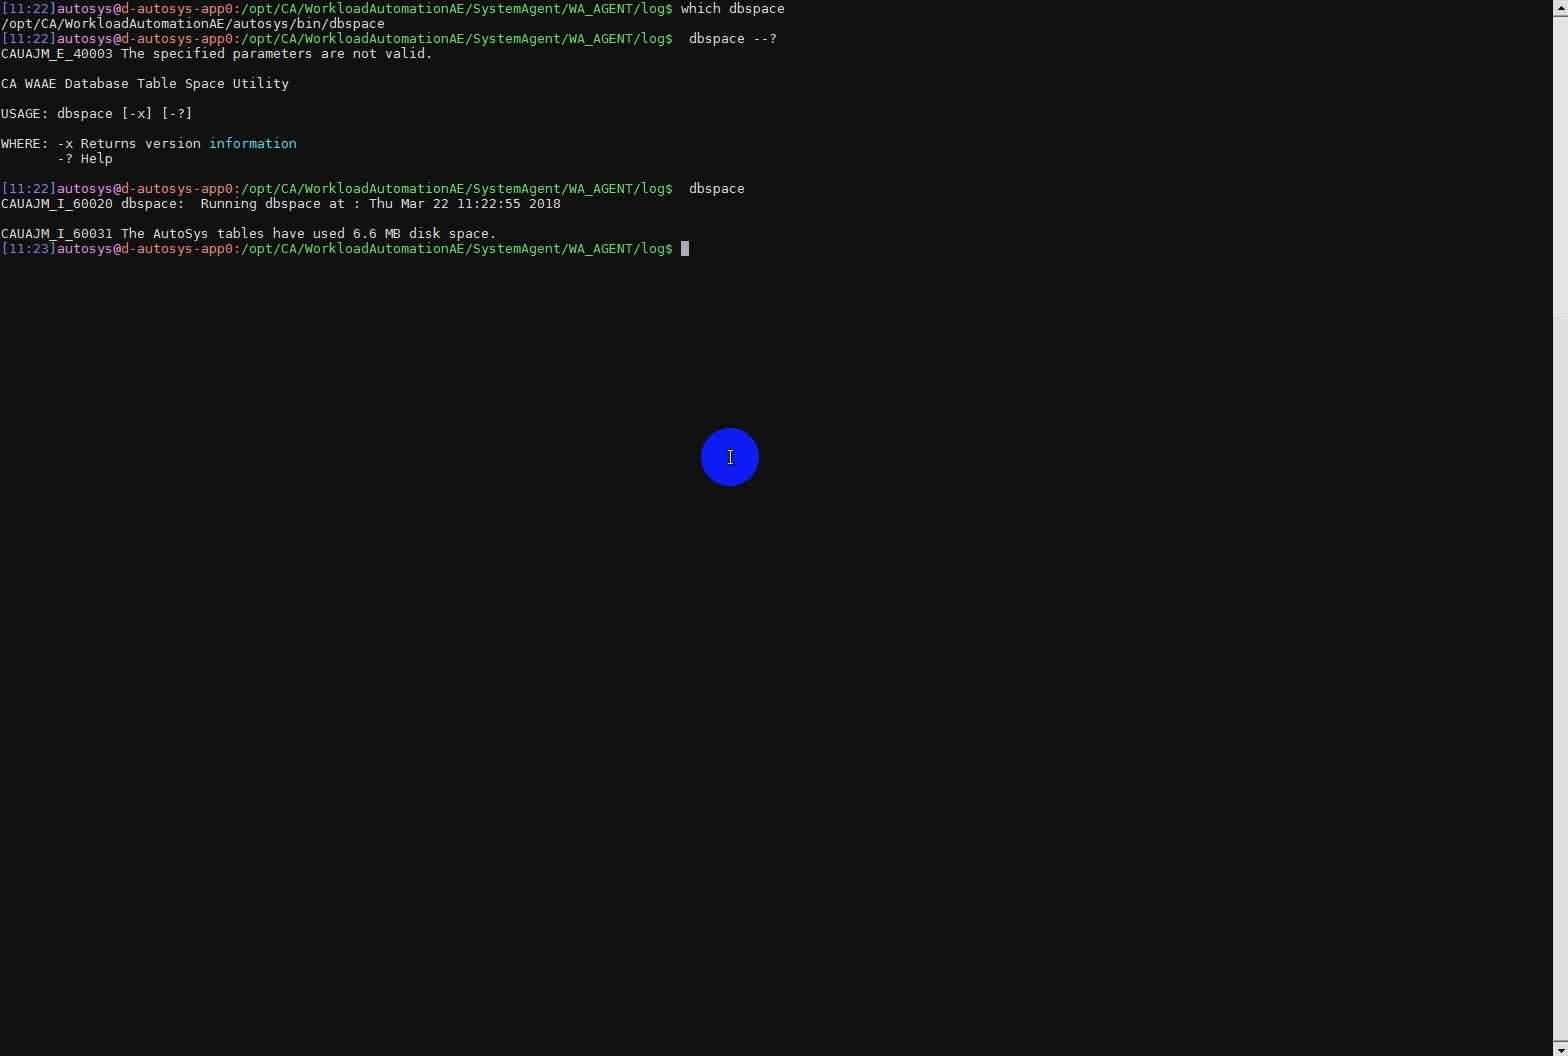 [11:22]autosys@d-autosys-app0:/opt/CA/WorkloadAutomationAE/SystemAgent/WA_AGENT/log$ which dbspace
/opt/CA/WorkloadAutomationAE/autosys/bin/dbspace
[11:22]autosys@d-autosys-app0:/opt/CA/WorkloadAutomationAE/SystemAgent/WA_AGENT/log$  dbspace --?
CAUAJM_E_40003 The specified parameters are not valid.

CA WAAE Database Table Space Utility

USAGE: dbspace [-x] [-?]

WHERE: -x Returns version information
       -? Help

[11:22]autosys@d-autosys-app0:/opt/CA/WorkloadAutomationAE/SystemAgent/WA_AGENT/log$  dbspace
CAUAJM_I_60020 dbspace:  Running dbspace at : Thu Mar 22 11:22:55 2018

CAUAJM_I_60031 The AutoSys tables have used 6.6 MB disk space.
[11:23]autosys@d-autosys-app0:/opt/CA/WorkloadAutomationAE/SystemAgent/WA_AGENT/log$